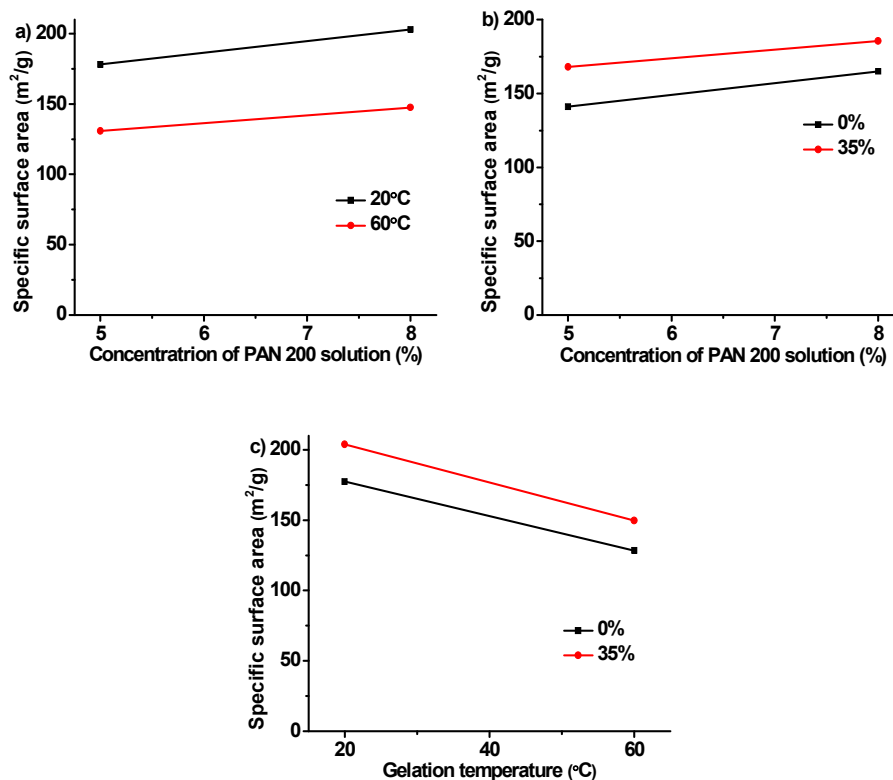 a)
200
150
100
50
0
Specific surface area (m²/g)
20°C
60°C
5 6 7 8
Concentratrion of PAN 200 solution (%)
b)
200
150
100
50
0
Specific surface area (m²/g)
0%
35%
5 6 7 8
Concentration of PAN 200 solution (%)
c)
200
150
100
50
0
Specific surface area (m²/g)
0%
35%
20 40 60
Gelation temperature (°C)